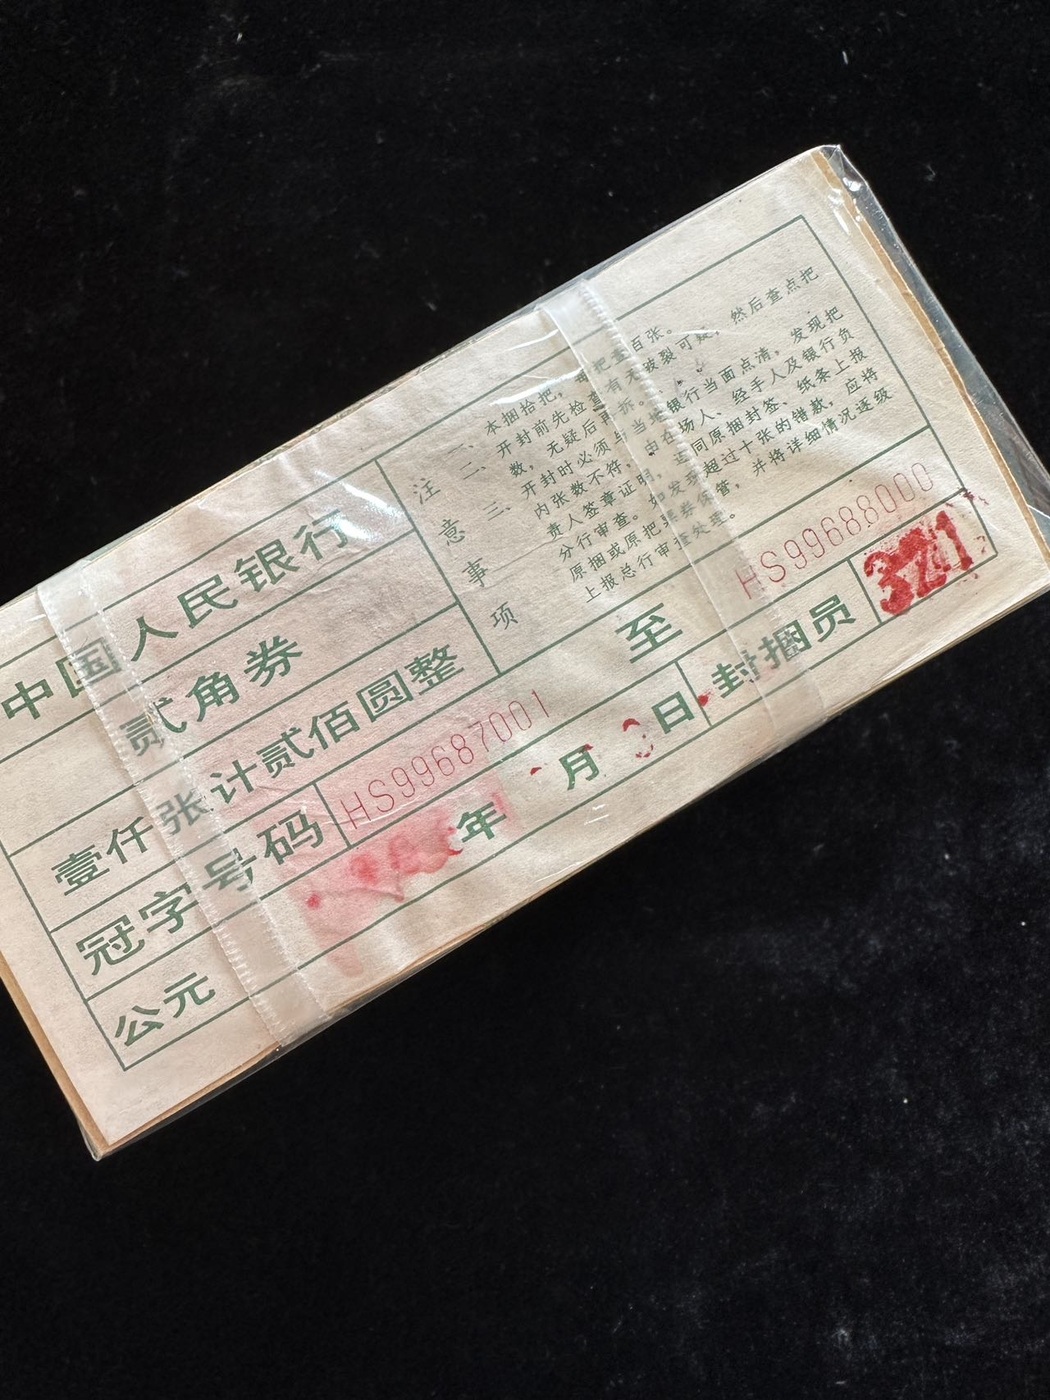 中国人民银行
贰角券
壹仟张计贰佰圆整
冠字号码 HS99687001 至 HS99688000
公元 年 月 日 封捆员 3211
注意事项
一、本捆拾把，每把壹百张。
二、开封前先检查有无破裂可疑，然后查点把
数，无疑后再拆。
三、开封时必须与当地银行当面点清，发现把
内张数不符，由在场人、经手人及银行负
责人签章证明，连同原捆封签、纸条上报
分行审查。如发现超过十张的错款，应将
原捆或原把票券保管，并将详细情况逐级
上报总行审查处理。